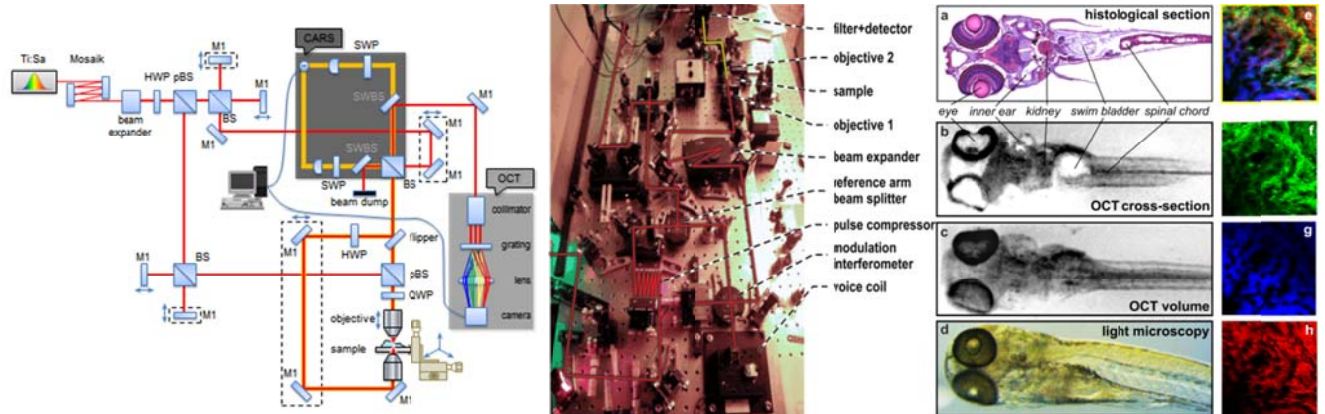 CARS
M1
SWP
Ti:Sa
Mosaik
HWP pBS
M1
SWBS
M1
beam
expander
BS
M1
M1
SWBS
M1
SWP
BS
beam dump
OCT
collimator
M1
flipper
HWP
grating
M1
BS
pBS
lens
QWP
M1
objective
camera
sample
M1
M1
filter+detector
objective 2
sample
objective 1
beam expander
reference arm
beam splitter
pulse compressor
modulation
interferometer
voice coil
a
histological section
eye inner ear kidney swim bladder spinal chord
b
OCT cross-section
c
OCT volume
d
light microscopy
e
f
g
h